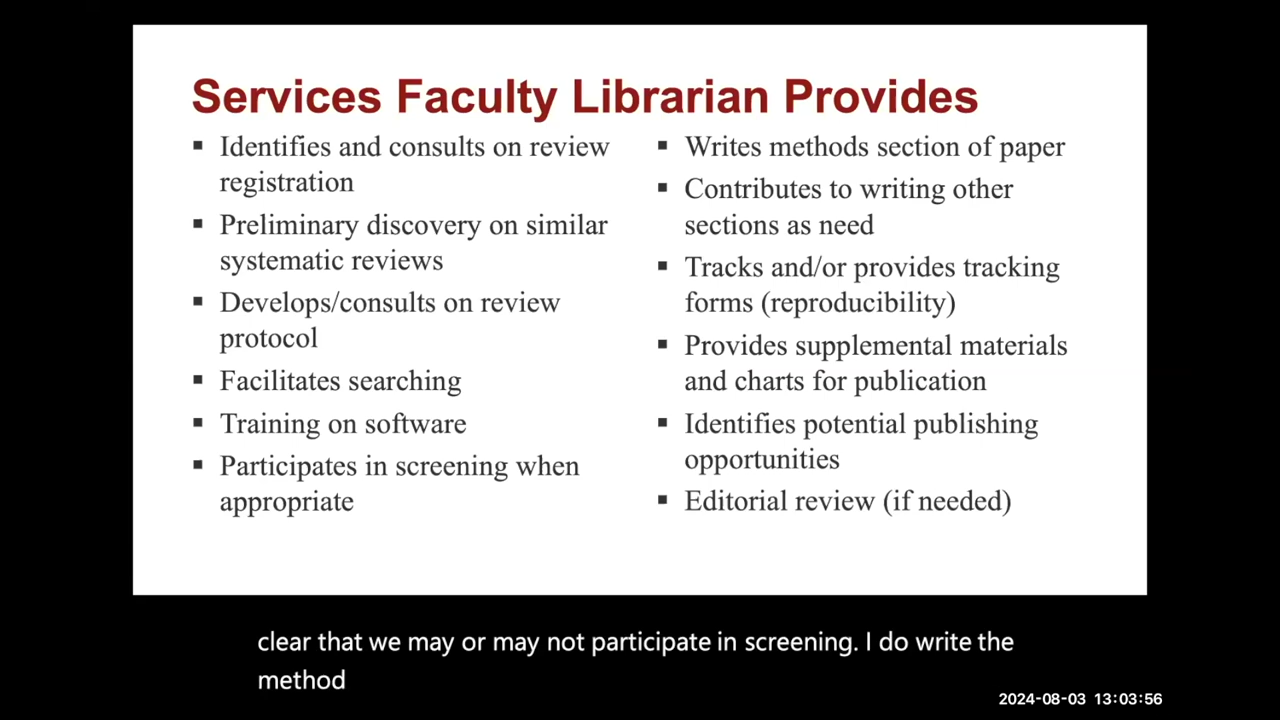 Services Faculty Librarian Provides
▪ Identifies and consults on review
registration
▪ Preliminary discovery on similar
systematic reviews
▪ Develops/consults on review
protocol
▪ Facilitates searching
▪ Training on software
▪ Participates in screening when
appropriate
▪ Writes methods section of paper
▪ Contributes to writing other
sections as need
▪ Tracks and/or provides tracking
forms (reproducibility)
▪ Provides supplemental materials
and charts for publication
▪ Identifies potential publishing
opportunities
▪ Editorial review (if needed)
clear that we may or may not participate in screening. I do write the
method
2024-08-03 13:03:56